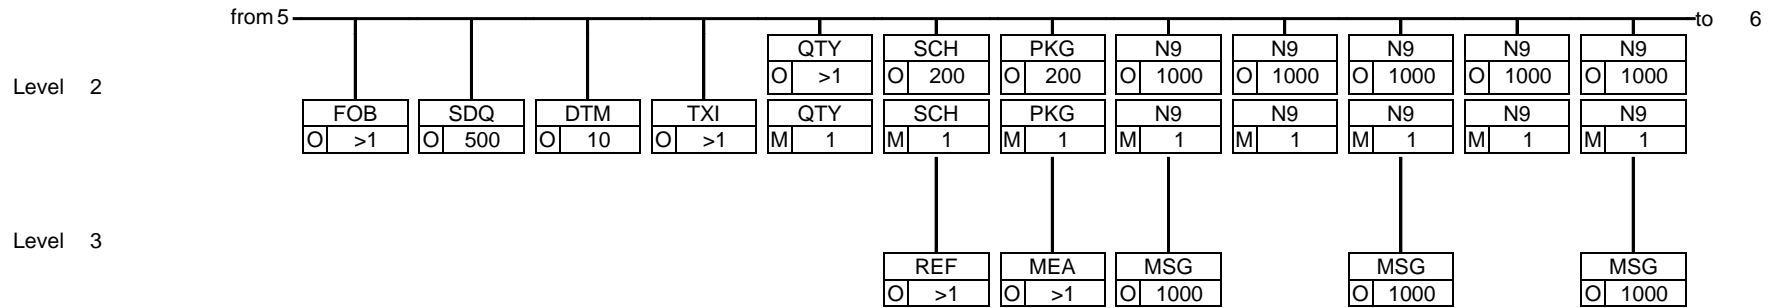 from 5 to 6
QTY SCH PKG N9 N9 N9 N9 N9
O >1 O 200 O 200 O 1000 O 1000 O 1000 O 1000 O 1000
Level 2
FOB SDQ DTM TXI QTY SCH PKG N9 N9 N9 N9 N9
O >1 O 500 O 10 O >1 M 1 M 1 M 1 M 1 M 1 M 1 M 1 M 1
Level 3
REF MEA MSG MSG MSG
O >1 O >1 O 1000 O 1000 O 1000